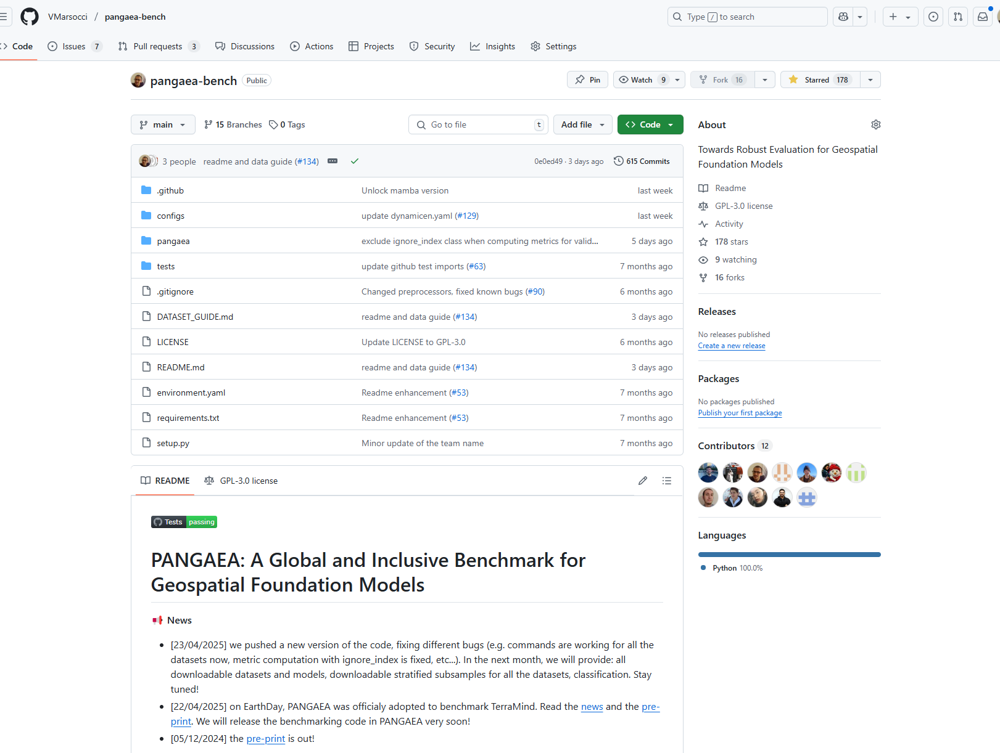 VMarsocci / pangaea-bench
Type / to search
Code
Issues 7
Pull requests 3
Discussions
Actions
Projects
Security
Insights
Settings
pangaea-bench Public
Pin
Watch 9
Fork 16
Starred 178
main
15 Branches
0 Tags
Go to file t
Add file
Code
3 people readme and data guide (#134) 0e0ed49 · 3 days ago 615 Commits
.github Unlock mamba version last week
configs update dynamicen.yaml (#129) last week
pangaea exclude ignore_index class when computing metrics for valid... 5 days ago
tests update github test imports (#63) 7 months ago
.gitignore Changed preprocessors, fixed known bugs (#90) 6 months ago
DATASET_GUIDE.md readme and data guide (#134) 3 days ago
LICENSE Update LICENSE to GPL-3.0 6 months ago
README.md readme and data guide (#134) 3 days ago
environment.yaml Readme enhancement (#53) 7 months ago
requirements.txt Readme enhancement (#53) 7 months ago
setup.py Minor update of the team name 7 months ago
README GPL-3.0 license
Tests passing
PANGAEA: A Global and Inclusive Benchmark for
Geospatial Foundation Models
News
[23/04/2025] we pushed a new version of the code, fixing different bugs (e.g. commands are working for all the
datasets now, metric computation with ignore_index is fixed, etc...). In the next month, we will provide: all
downloadable datasets and models, downloadable stratified subsamples for all the datasets, classification. Stay
tuned!
[22/04/2025] on EarthDay, PANGAEA was officialy adopted to benchmark TerraMind. Read the news and the pre-
print. We will release the benchmarking code in PANGAEA very soon!
[05/12/2024] the pre-print is out!
About
Towards Robust Evaluation for Geospatial
Foundation Models
Readme
GPL-3.0 license
Activity
178 stars
9 watching
16 forks
Releases
No releases published
Create a new release
Packages
No packages published
Publish your first package
Contributors 12
Languages
Python 100.0%